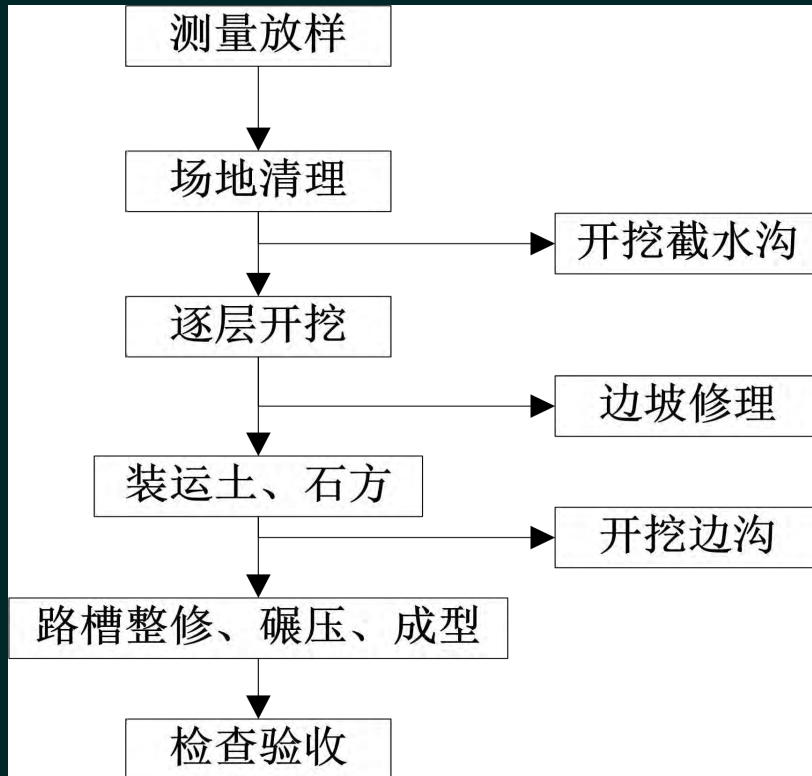 测量放样
场地清理
开挖截水沟
逐层开挖
边坡修理
装运土、石方
开挖边沟
路槽整修、碾压、成型
检查验收